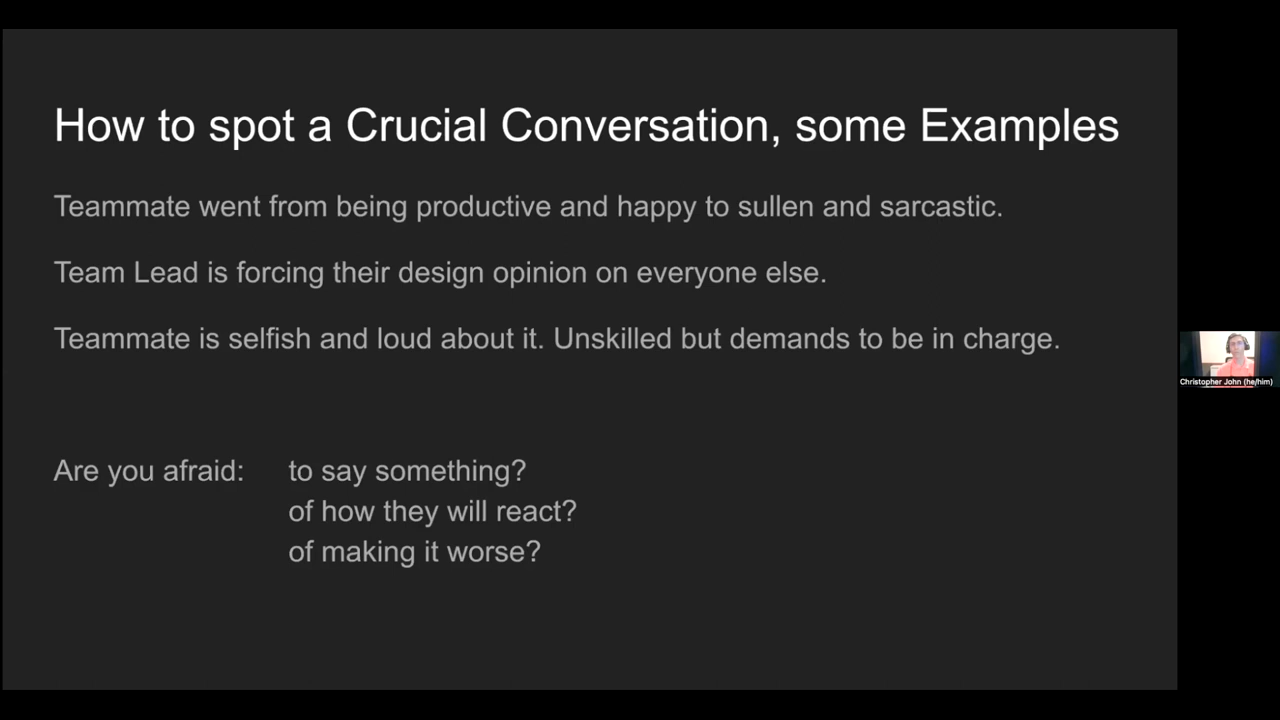 How to spot a Crucial Conversation, some Examples
Teammate went from being productive and happy to sullen and sarcastic.
Team Lead is forcing their design opinion on everyone else.
Teammate is selfish and loud about it. Unskilled but demands to be in charge.
Are you afraid: to say something?
of how they will react?
of making it worse?
Christopher John (he/him)